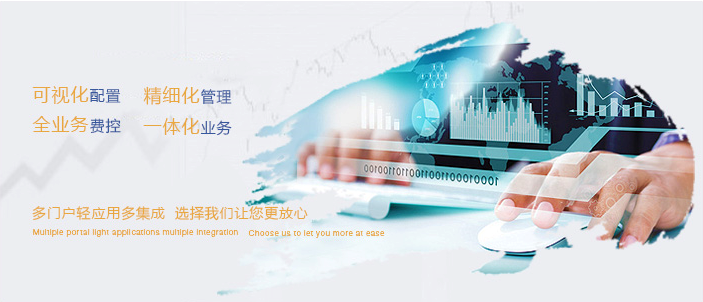 可视化配置 精细化管理
全业务费控 一体化业务
多门户轻应用多集成 选择我们让您更放心
Multiple portal light applications multiple integration Choose us to let you more at ease